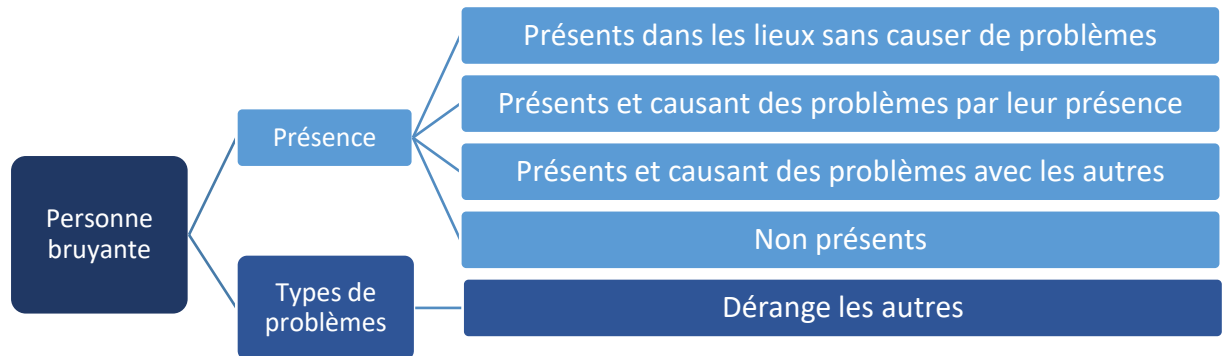 Personne
bruyante
Présence
Présents dans les lieux sans causer de problèmes
Présents et causant des problèmes par leur présence
Présents et causant des problèmes avec les autres
Non présents
Types de
problèmes
Dérange les autres